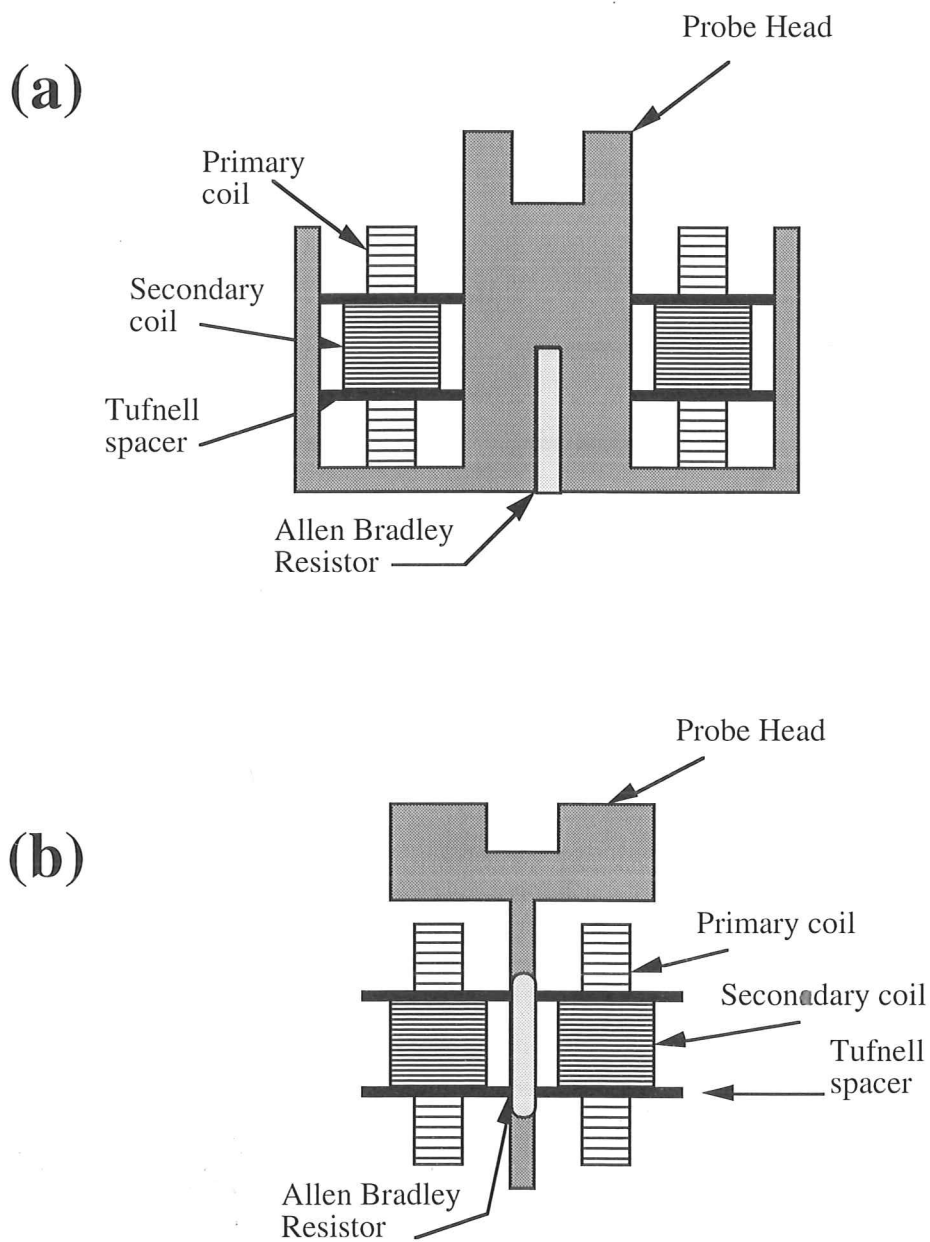 Probe Head
(a)
Primary
coil
Secondary
coil
Tufnell
spacer
Allen Bradley
Resistor
Probe Head
(b)
Primary coil
Seconadary coil
Tufnell
spacer
Allen Bradley
Resistor